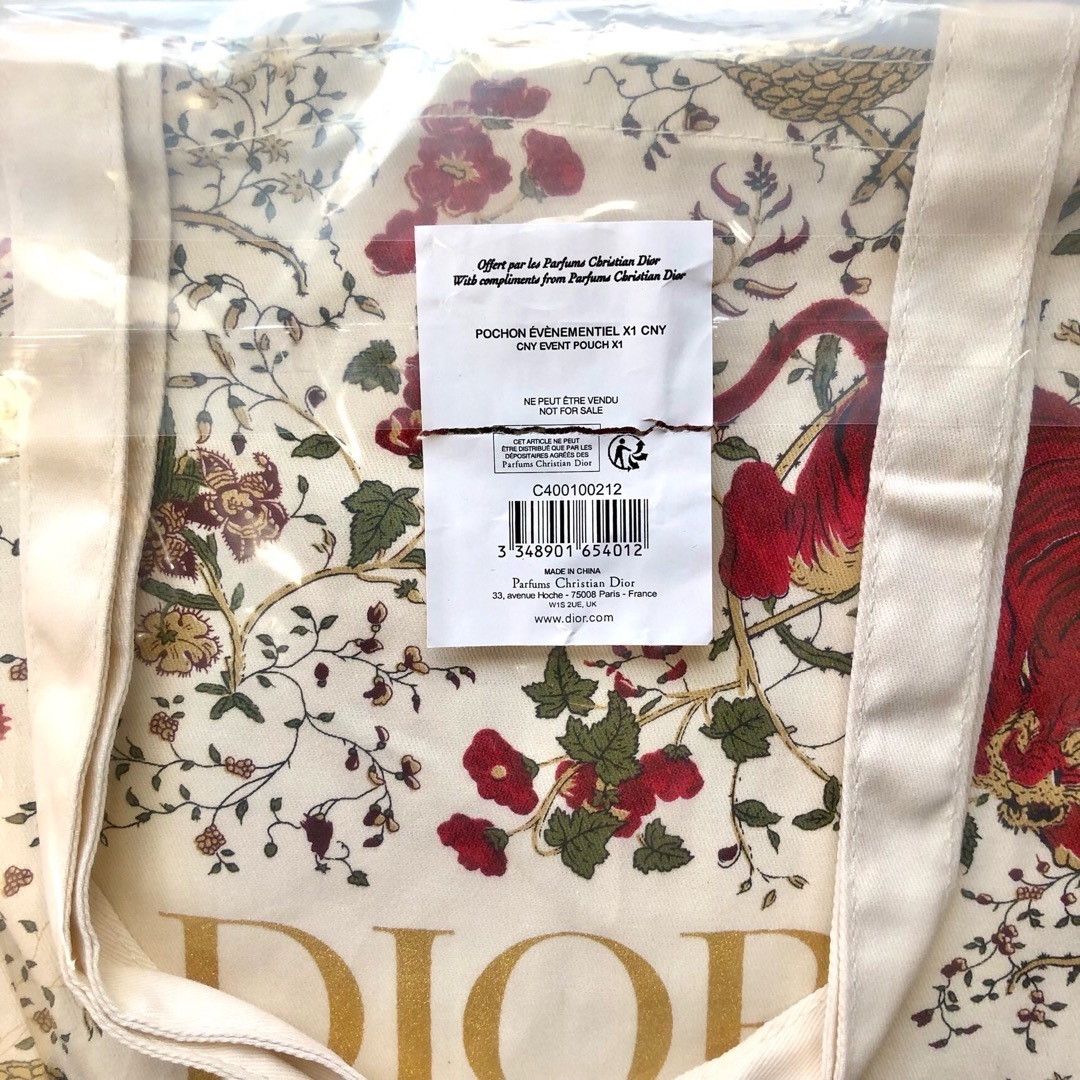 Offert par les Parfums Christian Dior
With compliments from Parfums Christian Dior
POCHON ÉVÈNEMENTIEL X1 CNY
CNY EVENT POUCH X1
NE PEUT ÊTRE VENDU
NOT FOR SALE
CET ARTICLE NE PEUT
ÊTRE DISTRIBUÉ QUE PAR LES
DÉPOSITAIRES AGRÉÉS DES
Parfums Christian Dior
C400100212
3 348901 654012
MADE IN CHINA
Parfums Christian Dior
33, avenue Hoche - 75008 Paris - France
W1S 2UE, UK
www.dior.com
DIOR